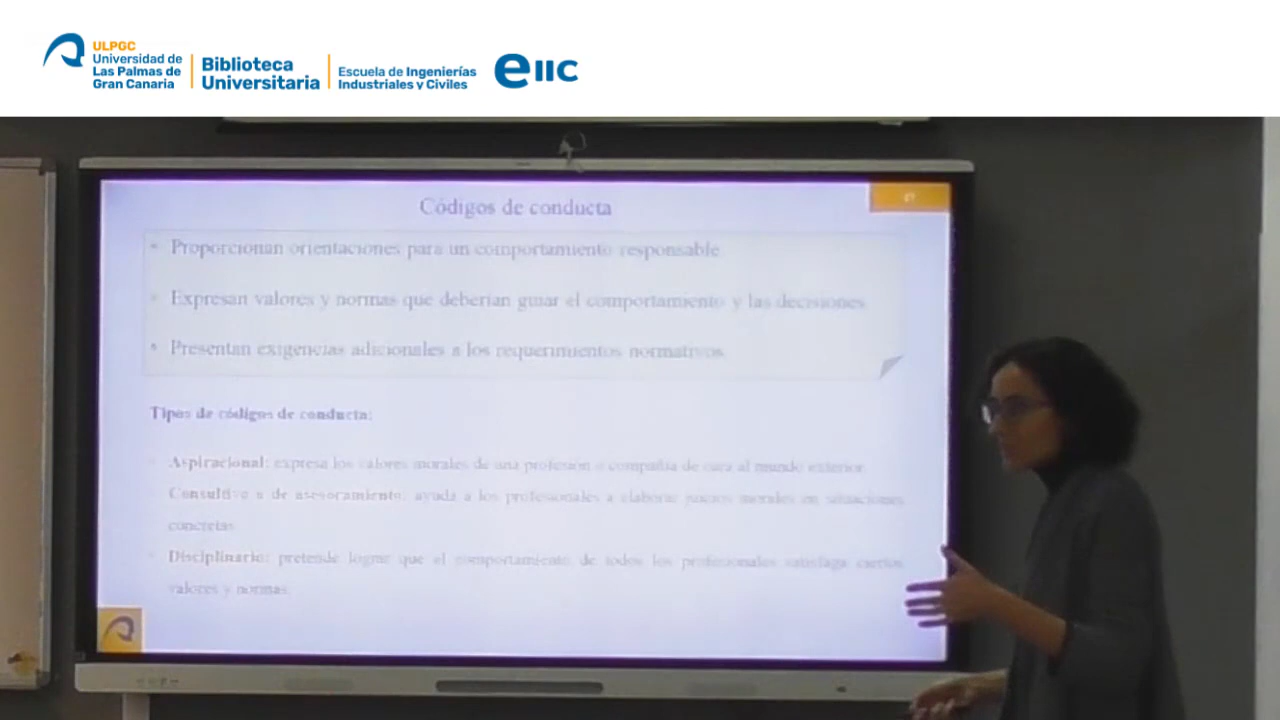 ULPGC
Universidad de
Las Palmas de
Gran Canaria
Biblioteca
Universitaria
Escuela de Ingenierías
Industriales y Civiles
eIIC
Códigos de conducta
Proporcionan orientaciones para un comportamiento responsable.
Expresan valores y normas que deberían guiar el comportamiento y las decisiones.
Presentan exigencias adicionales a los requerimientos normativos.
Tipos de códigos de conducta:
Aspiracional: expresa los valores morales de una profesión o compañía de cara al mundo exterior.
Consultivo o de asesoramiento: ayuda a los profesionales a elaborar juicios morales en situaciones
concretas.
Disciplinario: pretende lograr que el comportamiento de todos los profesionales satisfaga ciertos
valores y normas.